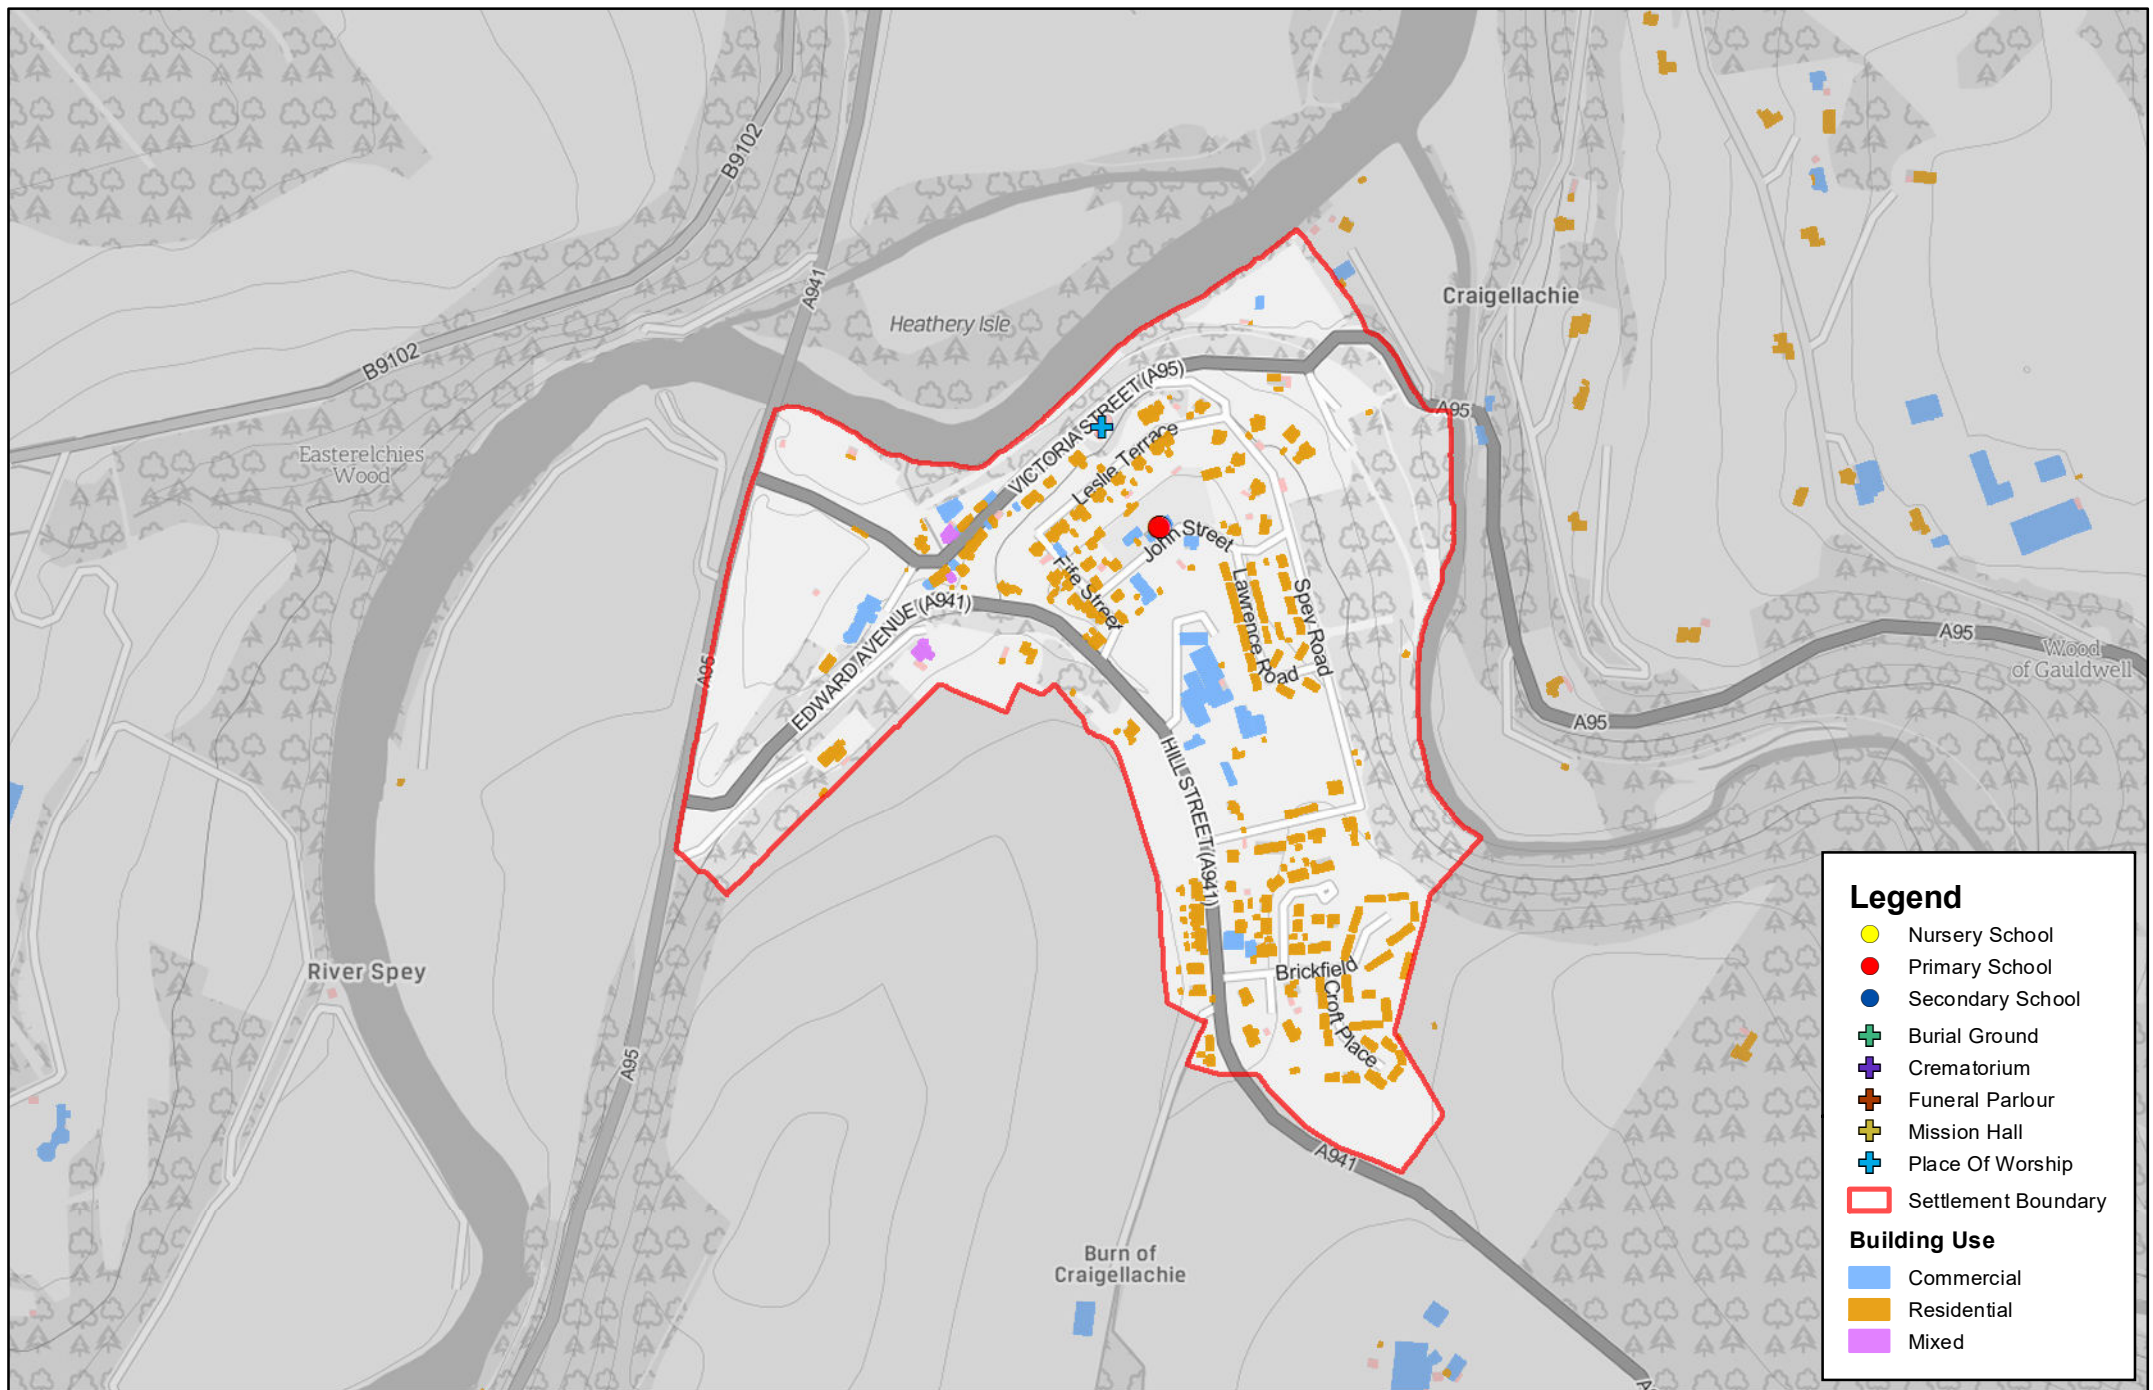 B9102
A941
B9102
Heathery Isle
Craigellachie
Easterelchies
Wood
VICTORIA STREET (A95)
A95
Leslie Terrace
John Street
Fife Street
Lawrence Road
Spey Road
EDWARD AVENUE (A941)
A95
A95
Wood
of Gauldwell
A95
HILL STREET (A941)
River Spey
Brickfield
Croft Place
A95
A941
Burn of
Craigellachie
Legend
Nursery School
Primary School
Secondary School
Burial Ground
Crematorium
Funeral Parlour
Mission Hall
Place Of Worship
Settlement Boundary
Building Use
Commercial
Residential
Mixed